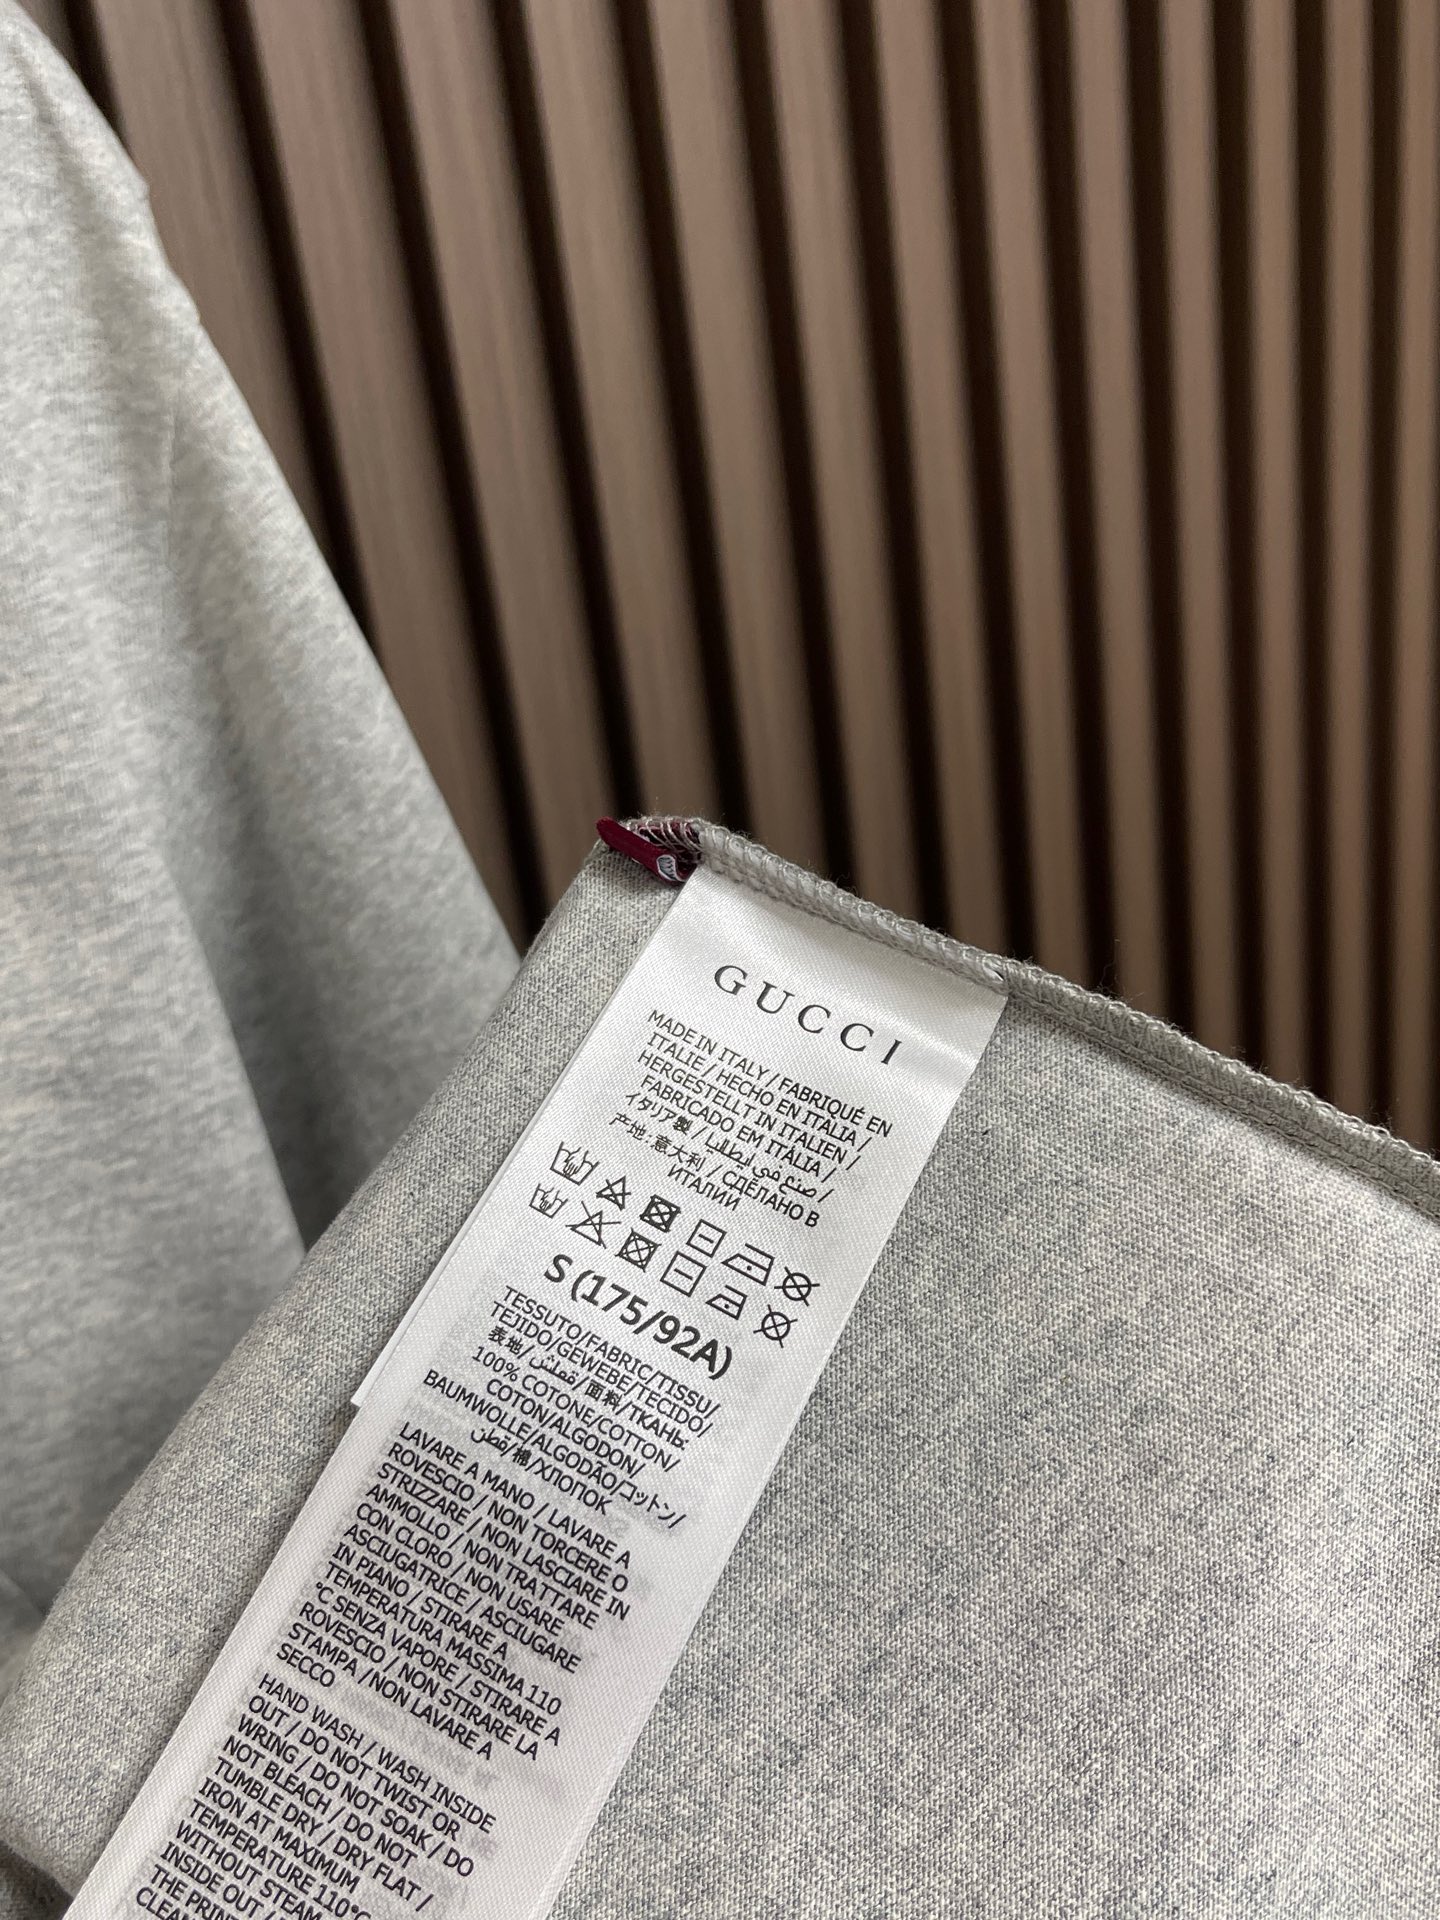 GUCCI
MADE IN ITALY / FABRIQUÉ EN
ITALIE / HECHO EN ITALIA /
HERGESTELLT IN ITALIEN /
FABRICADO EM ITÁLIA /
イタリア製 / صنع في ايطاليا /
产地:意大利 / СДЕЛАНО В
ИТАЛИИ
S (175/92A)
TESSUTO/FABRIC/TISSU/
TEJIDO/GEWEBE/TECIDO/
表地/قماش/面料/ТКАНЬ:
100% COTONE/COTTON/
COTON/ALGODON/
BAUMWOLLE/ALGODÃO/コットン/
قطن/棉/ХЛОПОК
LAVARE A MANO / LAVARE A
ROVESCIO / NON TORCERE O
STRIZZARE / NON LASCIARE IN
AMMOLLO / NON TRATTARE
CON CLORO / NON USARE
ASCIUGATRICE / ASCIUGARE
IN PIANO / STIRARE A
TEMPERATURA MASSIMA 110
°C SENZA VAPORE / STIRARE A
ROVESCIO / NON STIRARE LA
STAMPA /NON LAVARE A
SECCO
HAND WASH / WASH INSIDE
OUT / DO NOT TWIST OR
WRING / DO NOT SOAK / DO
NOT BLEACH / DO NOT
TUMBLE DRY / DRY FLAT /
IRON AT MAXIMUM
TEMPERATURE 110°C
WITHOUT STEAM
INSIDE OUT /
THE PRINT
CLEAN